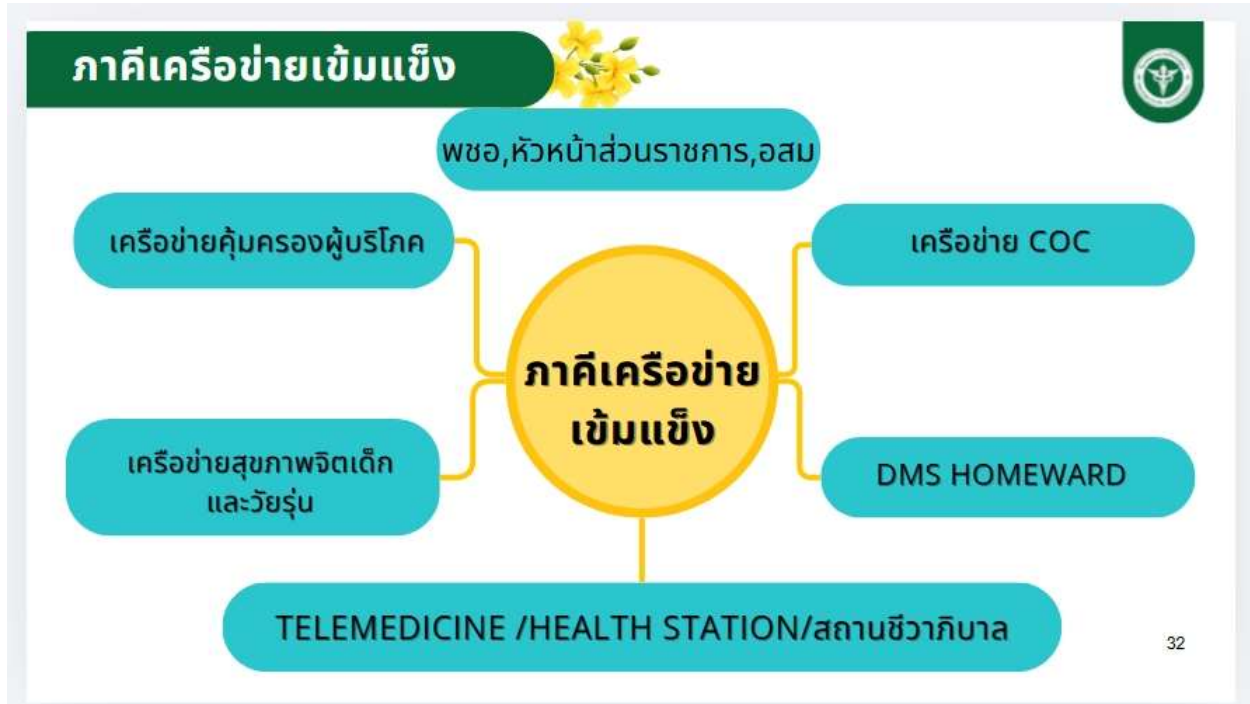 ภาคีเครือข่ายเข้มแข็ง
พชอ,หัวหน้าส่วนราชการ,อสม
เครือข่ายคุ้มครองผู้บริโภค
เครือข่าย COC
ภาคีเครือข่าย
เข้มแข็ง
เครือข่ายสุขภาพจิตเด็ก
และวัยรุ่น
DMS HOMEWARD
TELEMEDICINE /HEALTH STATION/สถานชีวาภิบาล
32